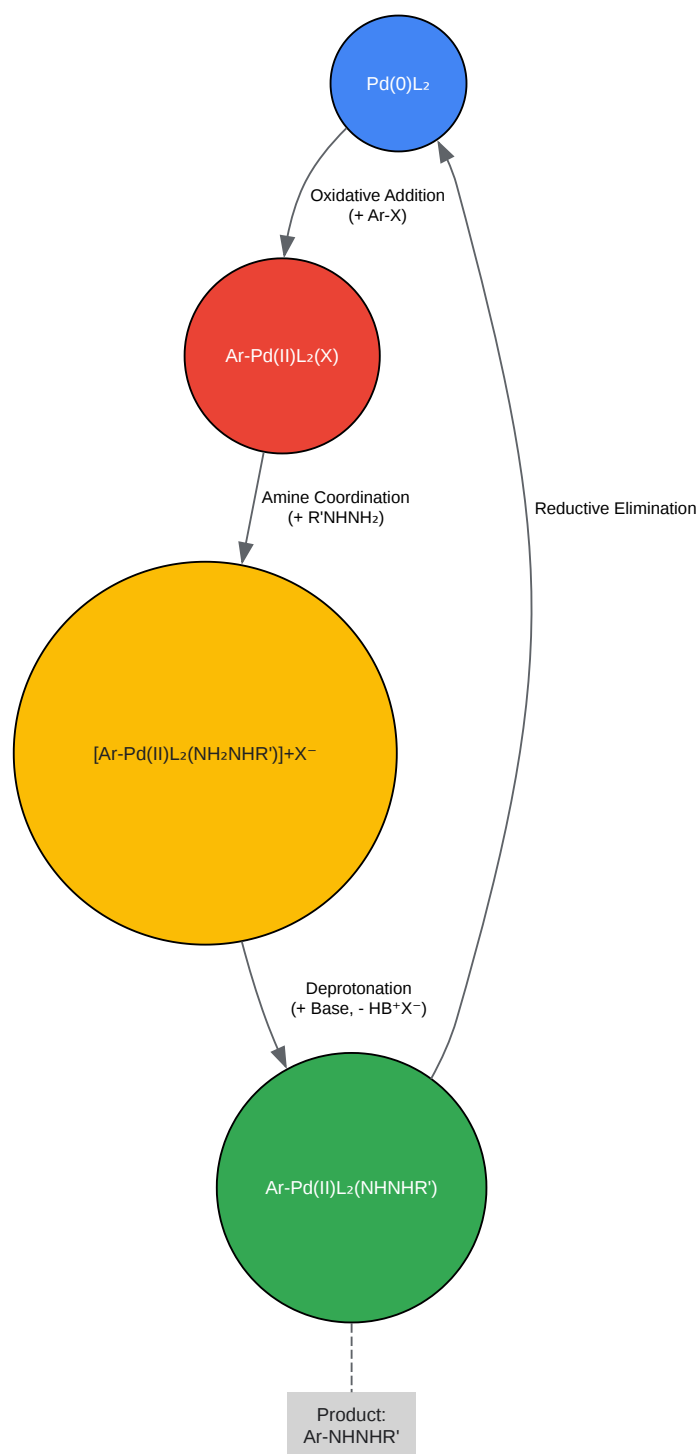 Pd(0)L₂
Oxidative Addition
(+ Ar-X)
Ar-Pd(II)L₂(X)
Amine Coordination
(+ R'NHNH₂)
Reductive Elimination
[Ar-Pd(II)L₂(NH₂NHR')]+X⁻
Deprotonation
(+ Base, - HB⁺X⁻)
Ar-Pd(II)L₂(NHNHR')
Product:
Ar-NHNHR'